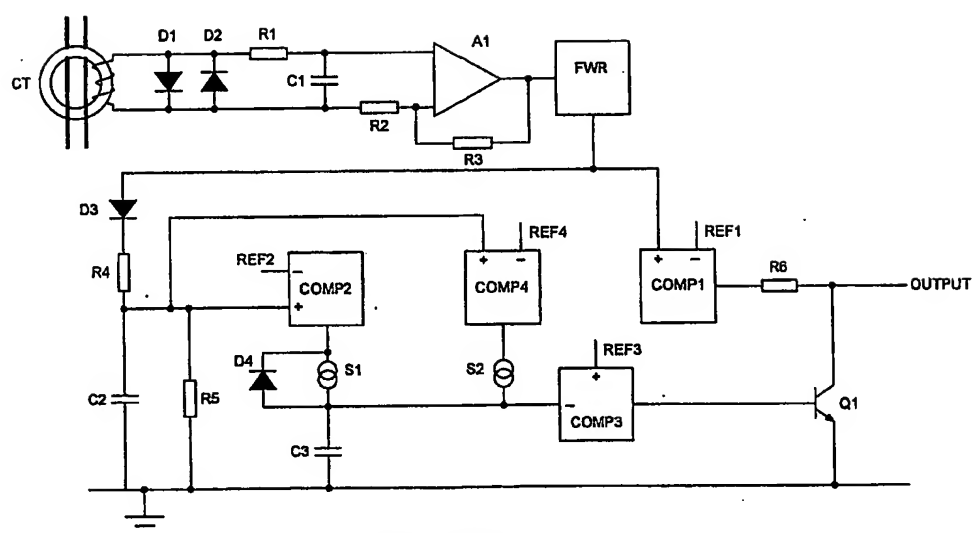 D1
D2
R1
A1
CT
C1
FWR
R2
R3
D3
REF4
REF1
R4
REF2
-
COMP2
+
+ -
COMP4
+ -
COMP1
R6
OUTPUT
D4
S1
S2
REF3
C2
R5
+
-
COMP3
Q1
C3